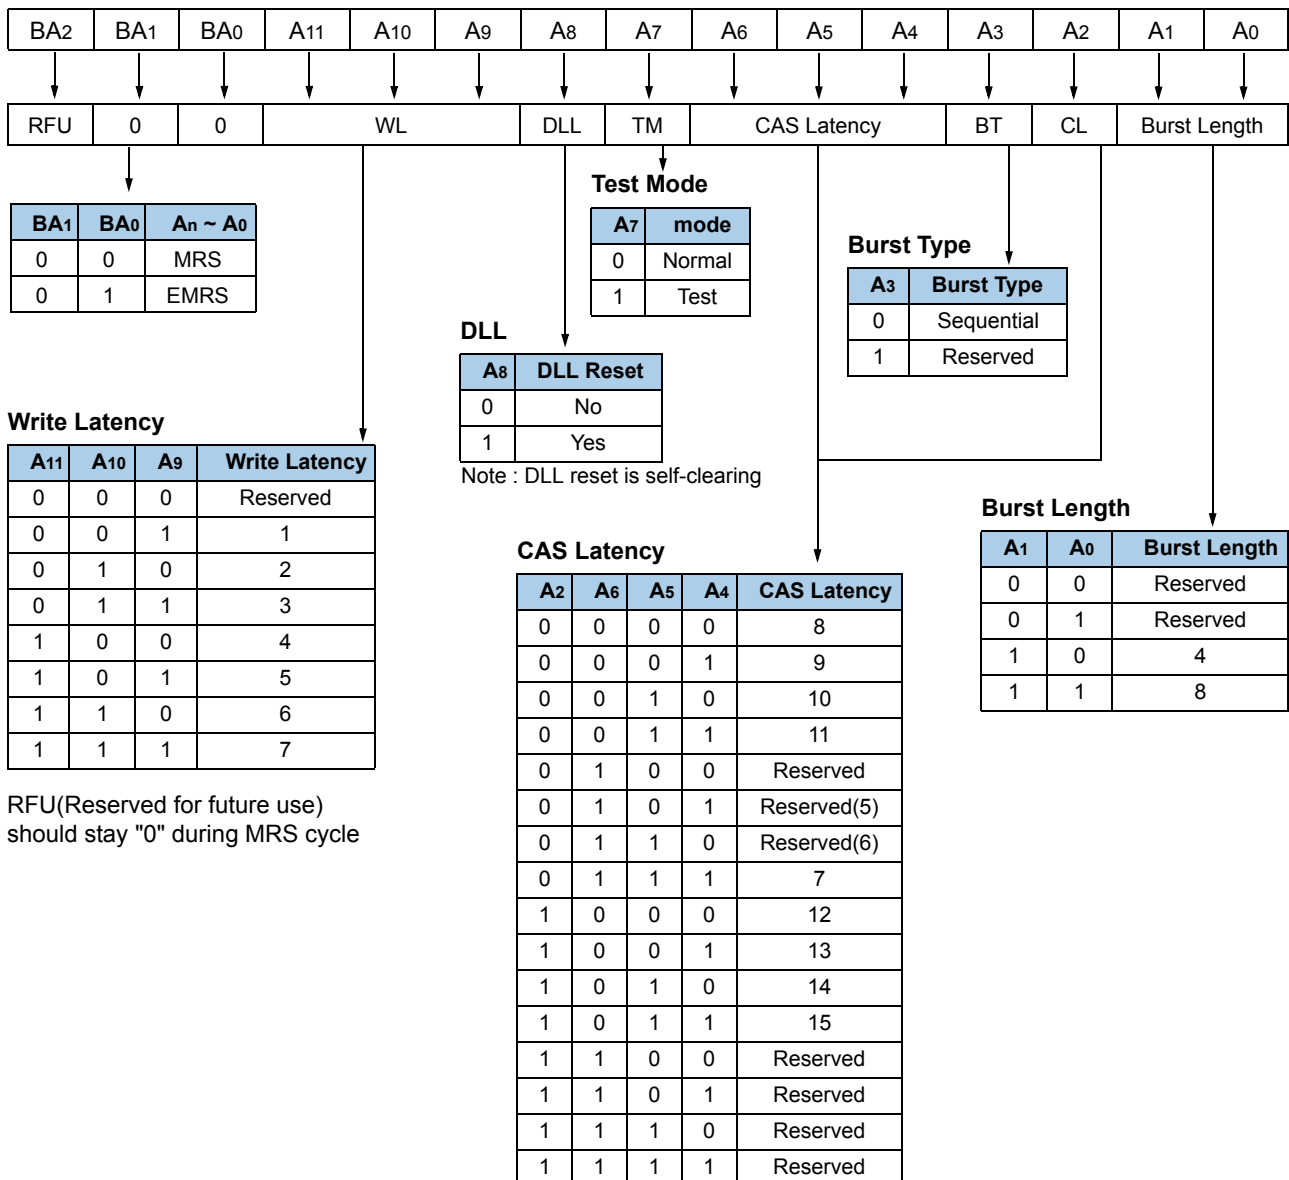 BA2 BA1 BA0 A11 A10 A9 A8 A7 A6 A5 A4 A3 A2 A1 A0
RFU 0 0 WL DLL TM CAS Latency BT CL Burst Length
BA1 BA0 An ~ A0
0 0 MRS
0 1 EMRS
Test Mode
A7 mode
0 Normal
1 Test
Burst Type
A3 Burst Type
0 Sequential
1 Reserved
DLL
A8 DLL Reset
0 No
1 Yes
Note : DLL reset is self-clearing
Write Latency
A11 A10 A9 Write Latency
0 0 0 Reserved
0 0 1 1
0 1 0 2
0 1 1 3
1 0 0 4
1 0 1 5
1 1 0 6
1 1 1 7
RFU(Reserved for future use)
should stay "0" during MRS cycle
CAS Latency
A2 A6 A5 A4 CAS Latency
0 0 0 0 8
0 0 0 1 9
0 0 1 0 10
0 0 1 1 11
0 1 0 0 Reserved
0 1 0 1 Reserved(5)
0 1 1 0 Reserved(6)
0 1 1 1 7
1 0 0 0 12
1 0 0 1 13
1 0 1 0 14
1 0 1 1 15
1 1 0 0 Reserved
1 1 0 1 Reserved
1 1 1 0 Reserved
1 1 1 1 Reserved
Burst Length
A1 A0 Burst Length
0 0 Reserved
0 1 Reserved
1 0 4
1 1 8